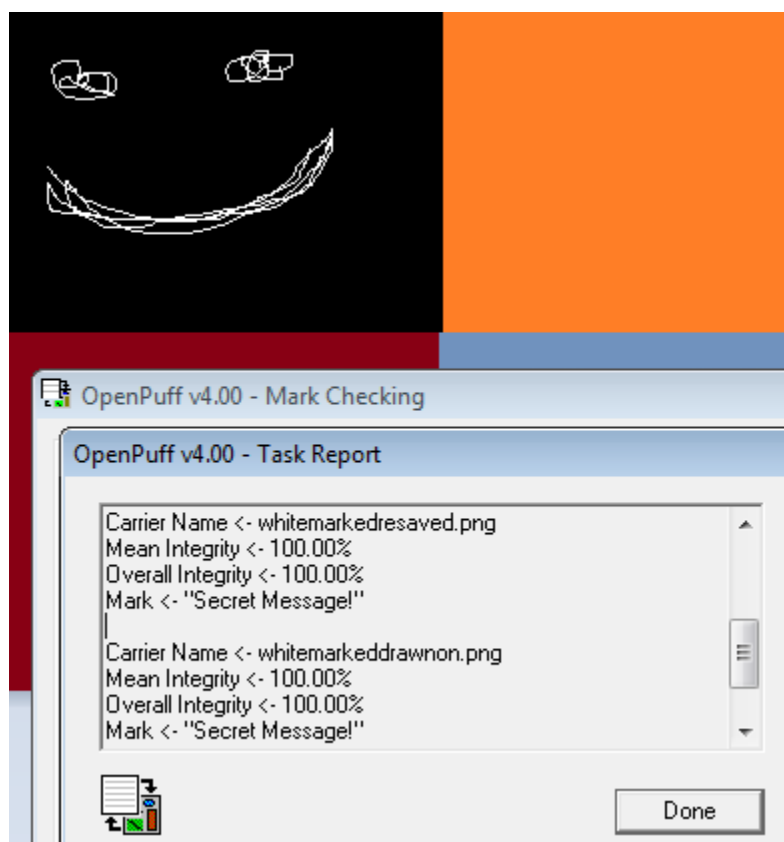 OpenPuff v4.00 - Mark Checking
OpenPuff v4.00 - Task Report
Carrier Name <- whitemarkedresaved.png
Mean Integrity <- 100.00%
Overall Integrity <- 100.00%
Mark <- "Secret Message!"
Carrier Name <- whitemarkeddrawnon.png
Mean Integrity <- 100.00%
Overall Integrity <- 100.00%
Mark <- "Secret Message!"
Done